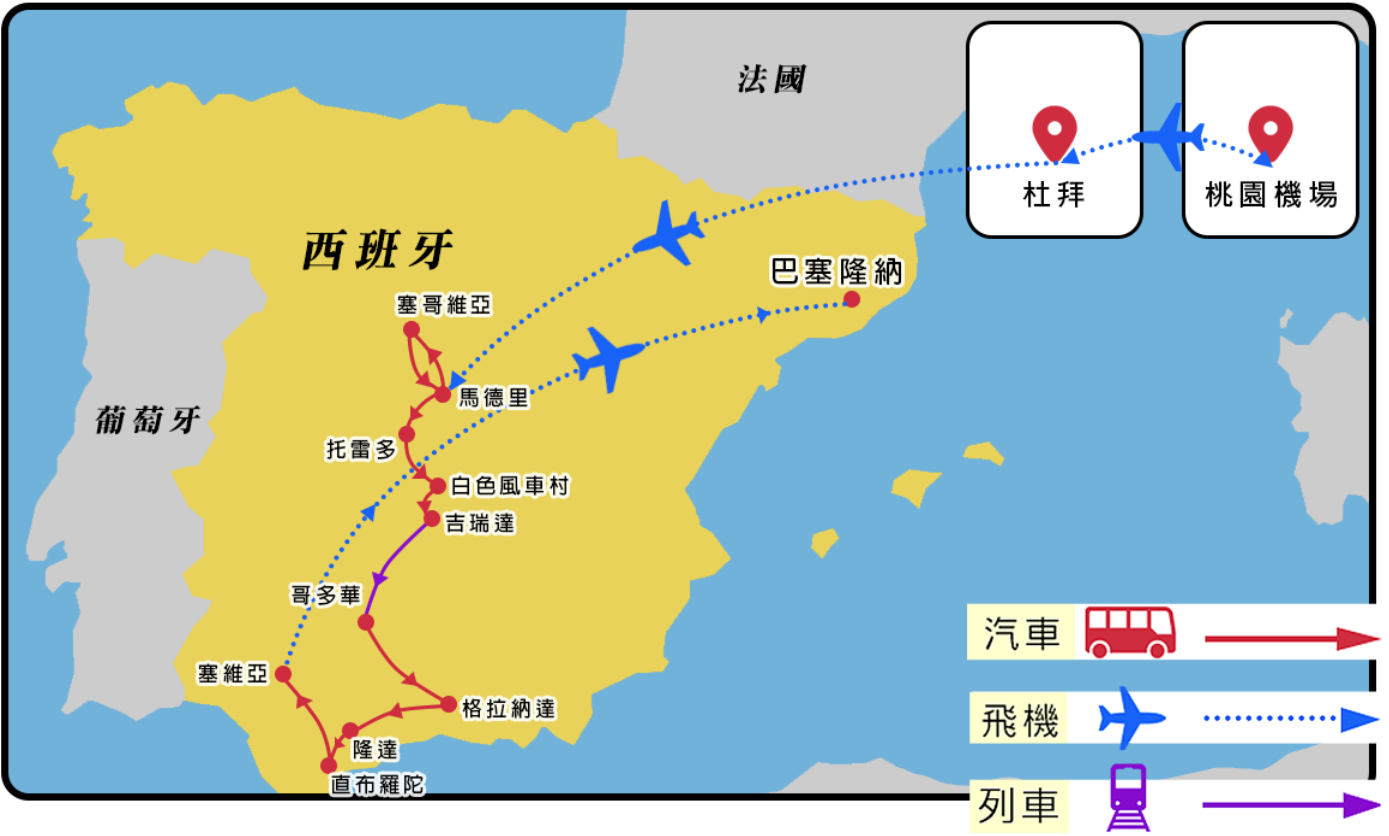 法國
杜拜
桃園機場
西班牙
巴塞隆納
塞哥維亞
馬德里
葡萄牙
托雷多
白色風車村
吉瑞達
哥多華
塞維亞
格拉納達
隆達
直布羅陀
汽車
飛機
列車